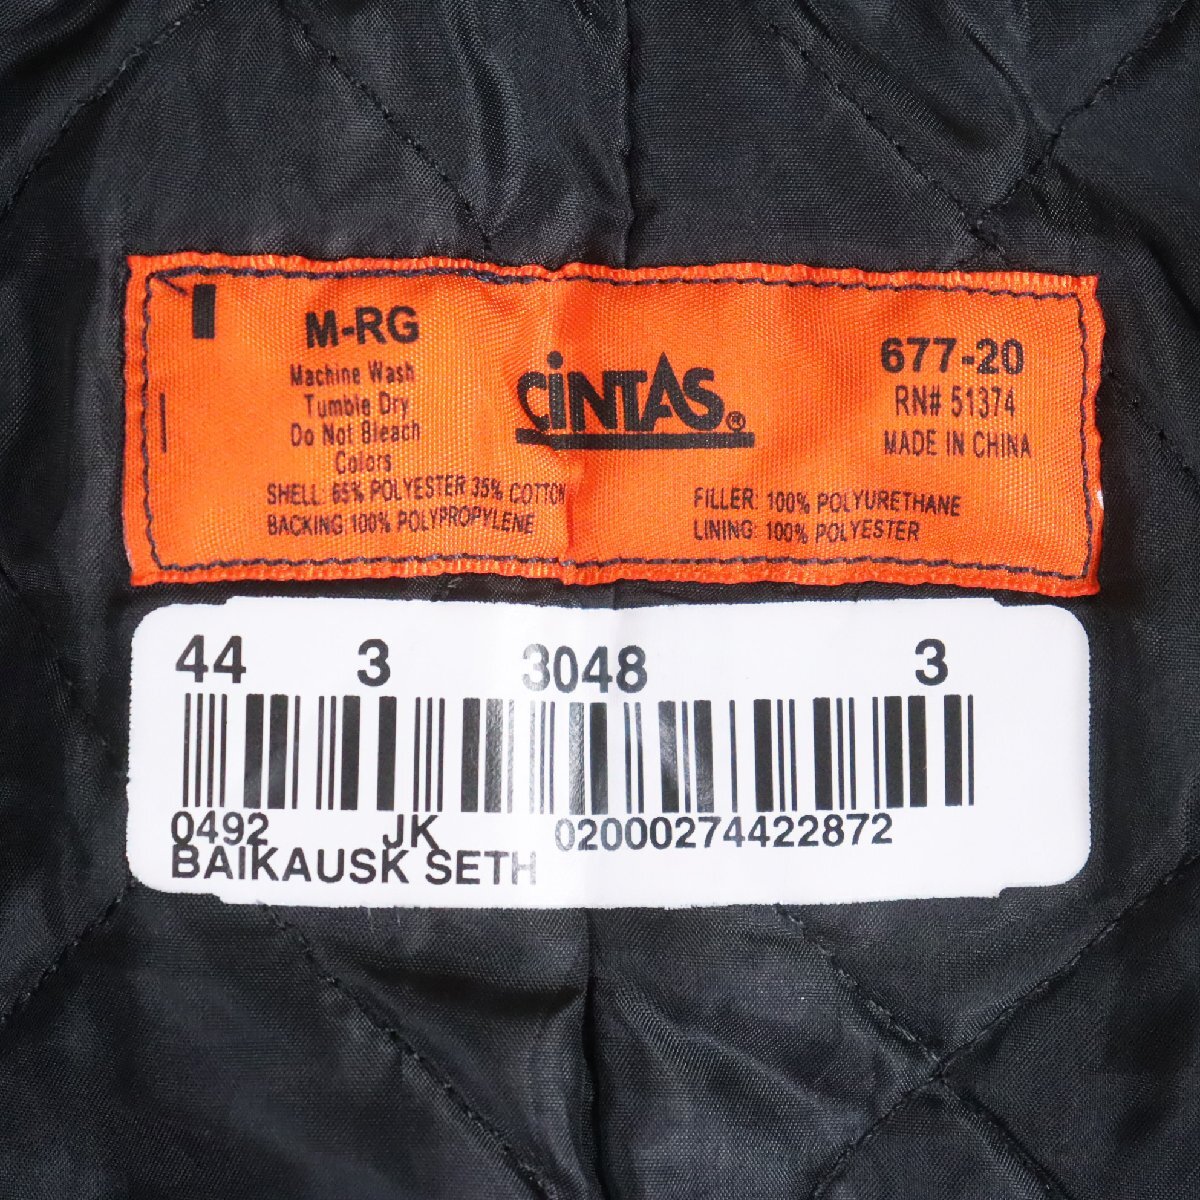 M-RG
Machine Wash
Tumble Dry
Do Not Bleach
Colors
SHELL: 65% POLYESTER 35% COTTON
BACKING 100% POLYPROPYLENE
CINTAS®
677-20
RN# 51374
MADE IN CHINA
FILLER: 100% POLYURETHANE
LINING: 100% POLYESTER
44 3 3048 3
0492 JK 02000274422872
BAIKAUSK SETH